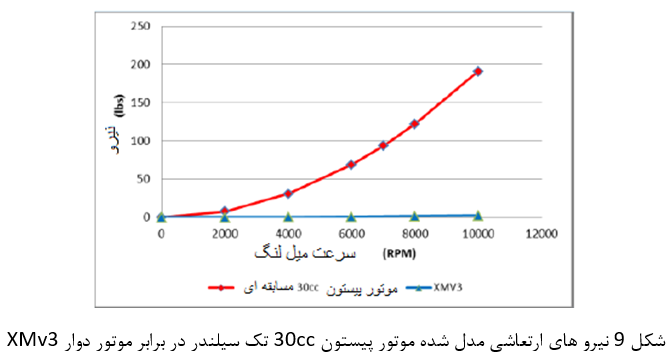 250
200
150
100
50
0
نیرو (lbs)
0 2000 4000 6000 8000 10000 12000
سرعت میل لنگ (RPM)
موتور پیستون 30cc مسابقه ای XMV3
شکل 9 نیرو های ارتعاشی مدل شده موتور پیستون 30cc تک سیلندر در برابر موتور دوار XMv3